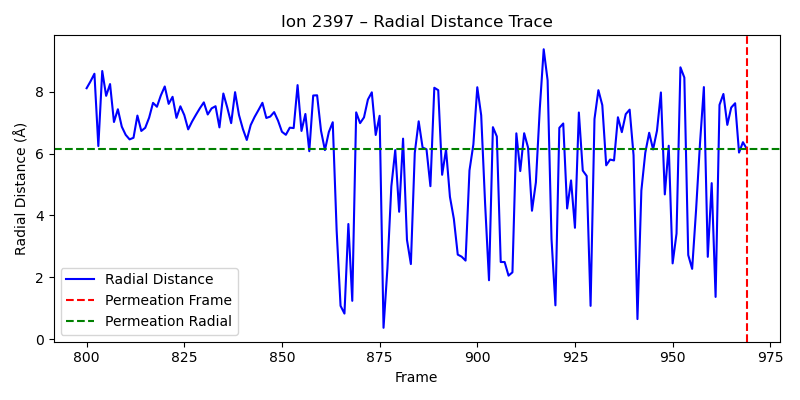 Ion 2397 – Radial Distance Trace
Radial Distance (Å)
8
6
4
2
0
Radial Distance
Permeation Frame
Permeation Radial
800
825
850
875
900
925
950
975
Frame